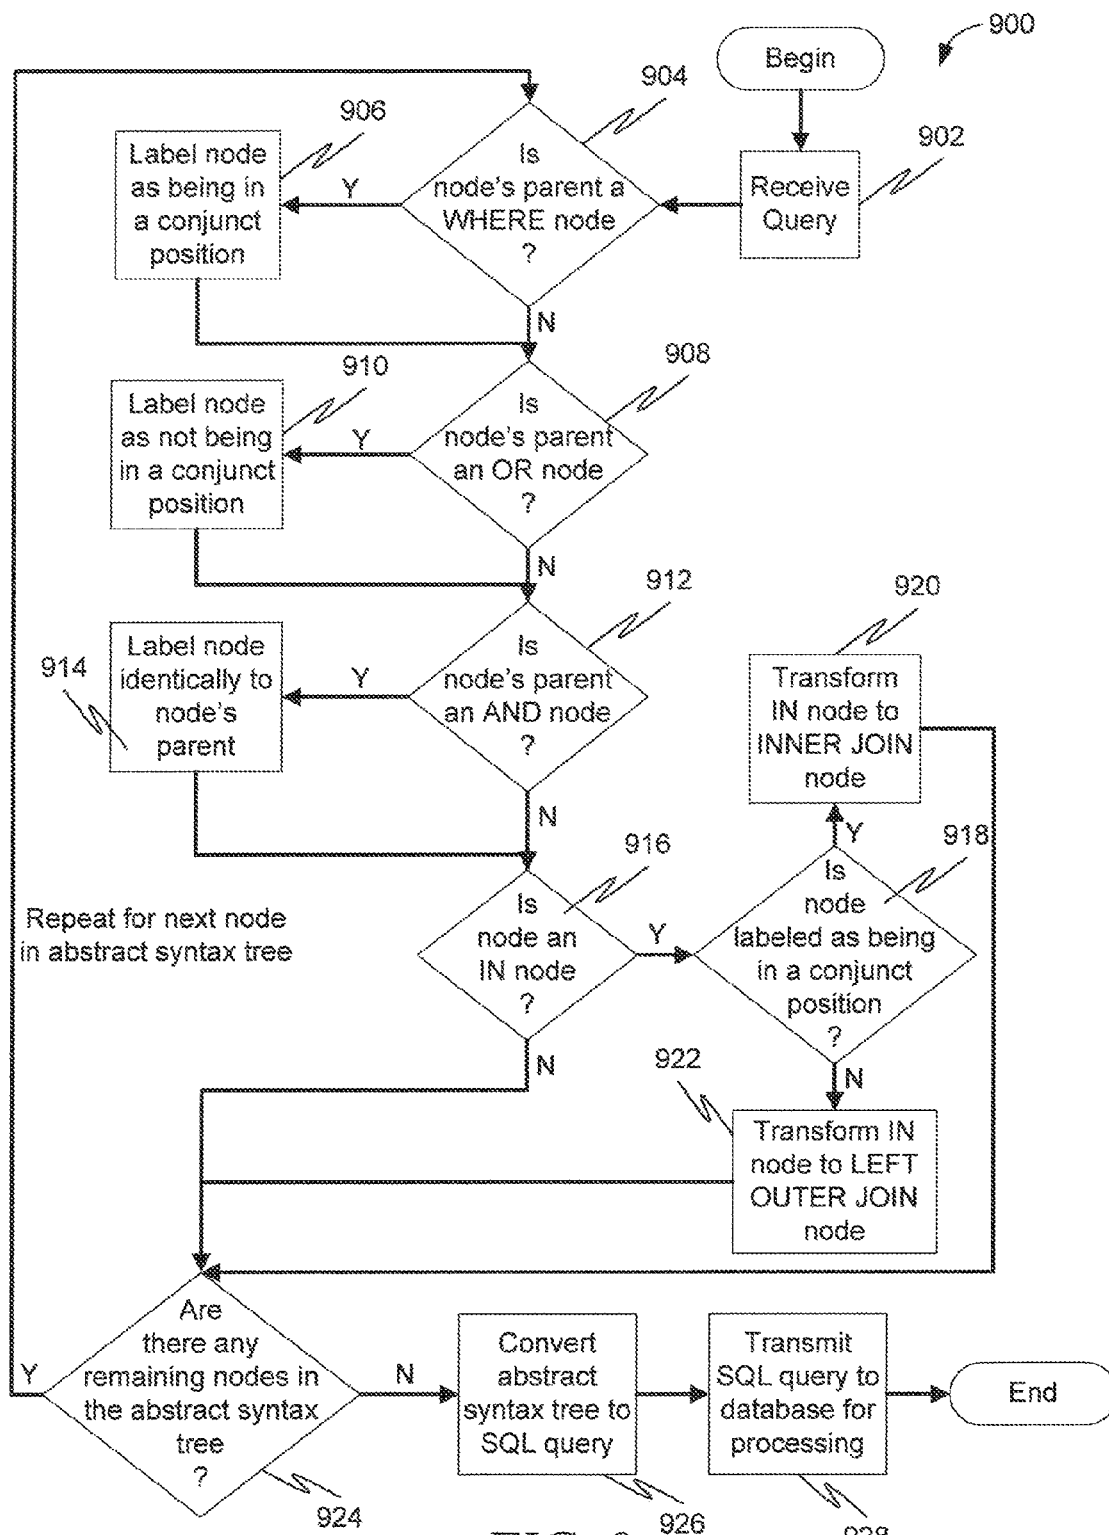 900
Begin
904
906
902
Label node
as being in
a conjunct
position
Y
Is
node's parent a
WHERE node
?
Receive
Query
N
910
908
Label node
as not being
in a conjunct
position
Y
Is
node's parent
an OR node
?
N
912
920
914
Label node
identically to
node's
parent
Y
Is
node's parent
an AND node
?
Transform
IN node to
INNER JOIN
node
N
Y
916
918
Repeat for next node
in abstract syntax tree
Is
node an
IN node
?
Y
Is
node
labeled as being
in a conjunct
position
?
N
N
922
Transform IN
node to LEFT
OUTER JOIN
node
Y
Are
there any
remaining nodes in
the abstract syntax
tree
?
N
Convert
abstract
syntax tree to
SQL query
Transmit
SQL query to
database for
processing
End
924
926
928